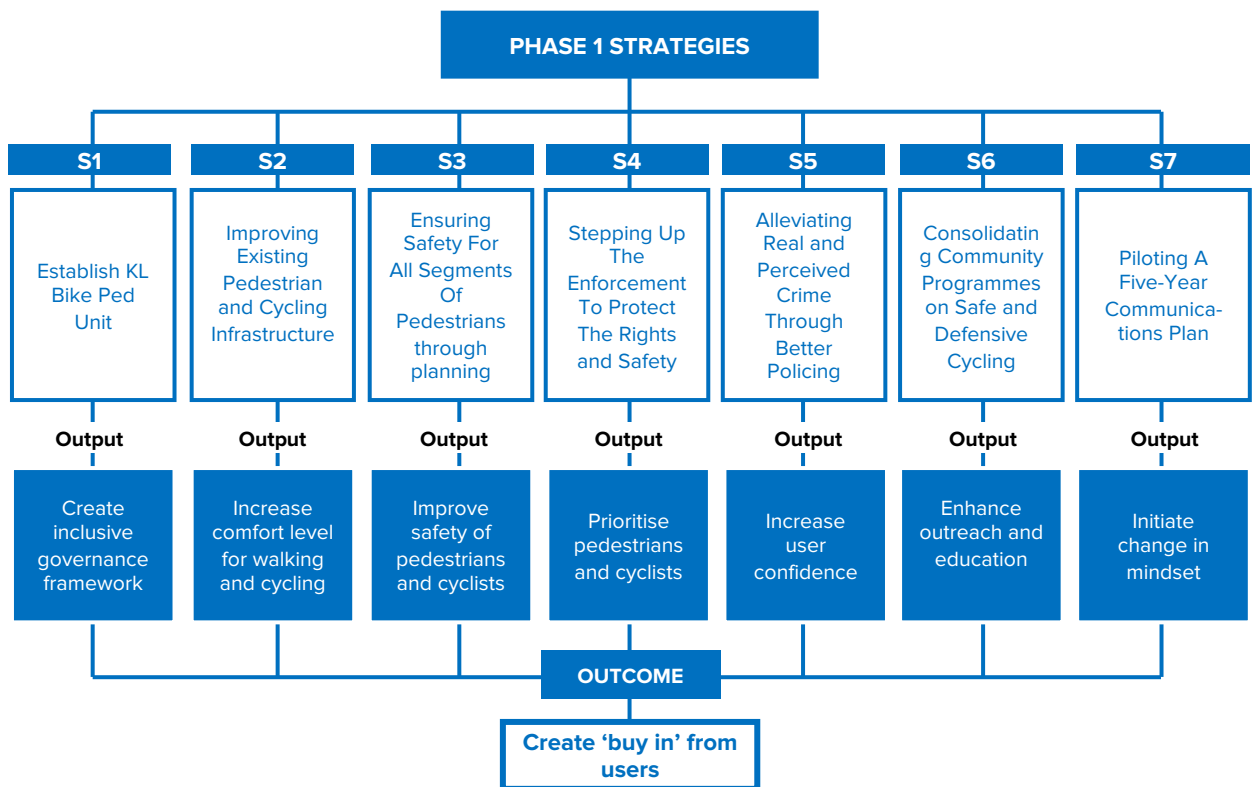 PHASE 1 STRATEGIES
S1
S2
S3
S4
S5
S6
S7
Establish KL
Bike Ped
Unit
Improving
Existing
Pedestrian
and Cycling
Infrastructure
Ensuring
Safety For
All Segments
Of
Pedestrians
through
planning
Stepping Up
The
Enforcement
To Protect
The Rights
and Safety
Alleviating
Real and
Perceived
Crime
Through
Better
Policing
Consolidatin
g Community
Programmes
on Safe and
Defensive
Cycling
Piloting A
Five-Year
Communica-
tions Plan
Output
Output
Output
Output
Output
Output
Output
Create
inclusive
governance
framework
Increase
comfort level
for walking
and cycling
Improve
safety of
pedestrians
and cyclists
Prioritise
pedestrians
and cyclists
Increase
user
confidence
Enhance
outreach and
education
Initiate
change in
mindset
OUTCOME
Create ‘buy in’ from
users